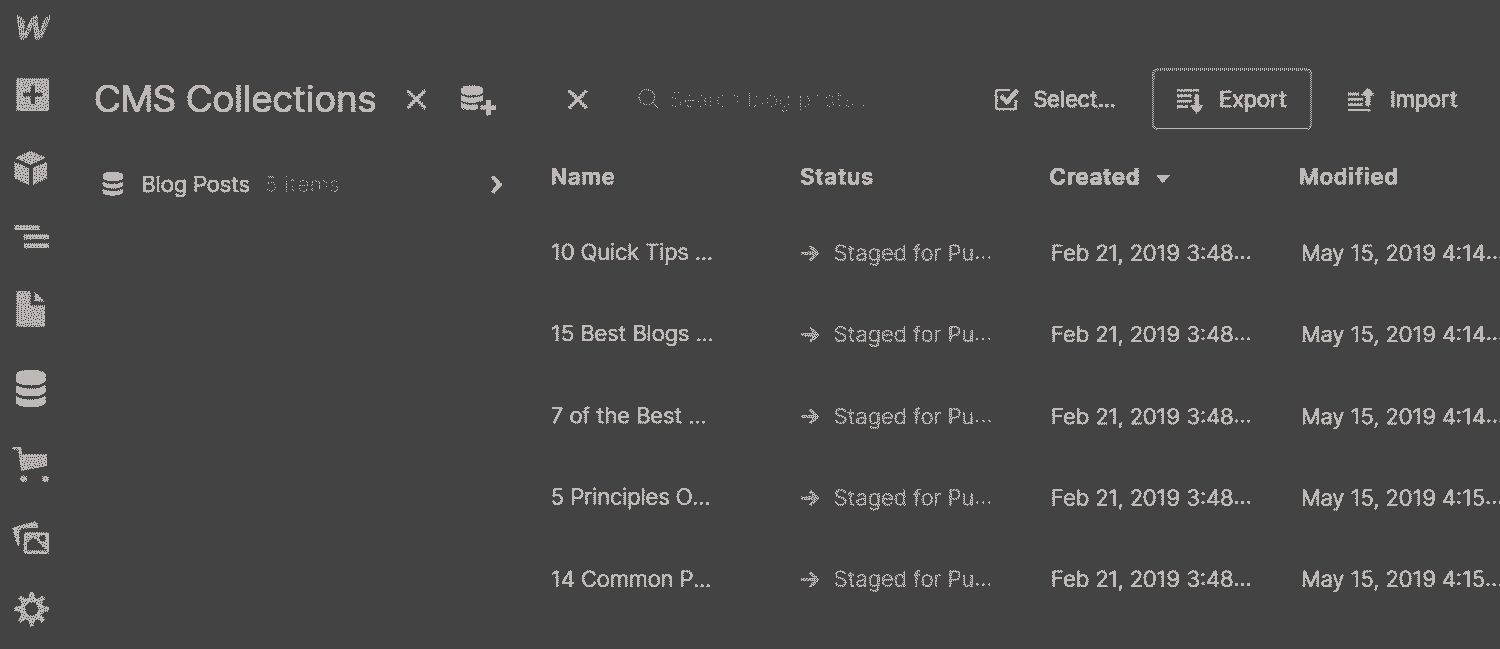 CMS Collections
Search blog posts...
Select...
Export
Import
Blog Posts 5 items
Name Status Created Modified
10 Quick Tips ... Staged for Pu... Feb 21, 2019 3:48... May 15, 2019 4:14...
15 Best Blogs ... Staged for Pu... Feb 21, 2019 3:48... May 15, 2019 4:14...
7 of the Best ... Staged for Pu... Feb 21, 2019 3:48... May 15, 2019 4:14...
5 Principles O... Staged for Pu... Feb 21, 2019 3:48... May 15, 2019 4:15...
14 Common P... Staged for Pu... Feb 21, 2019 3:48... May 15, 2019 4:15...